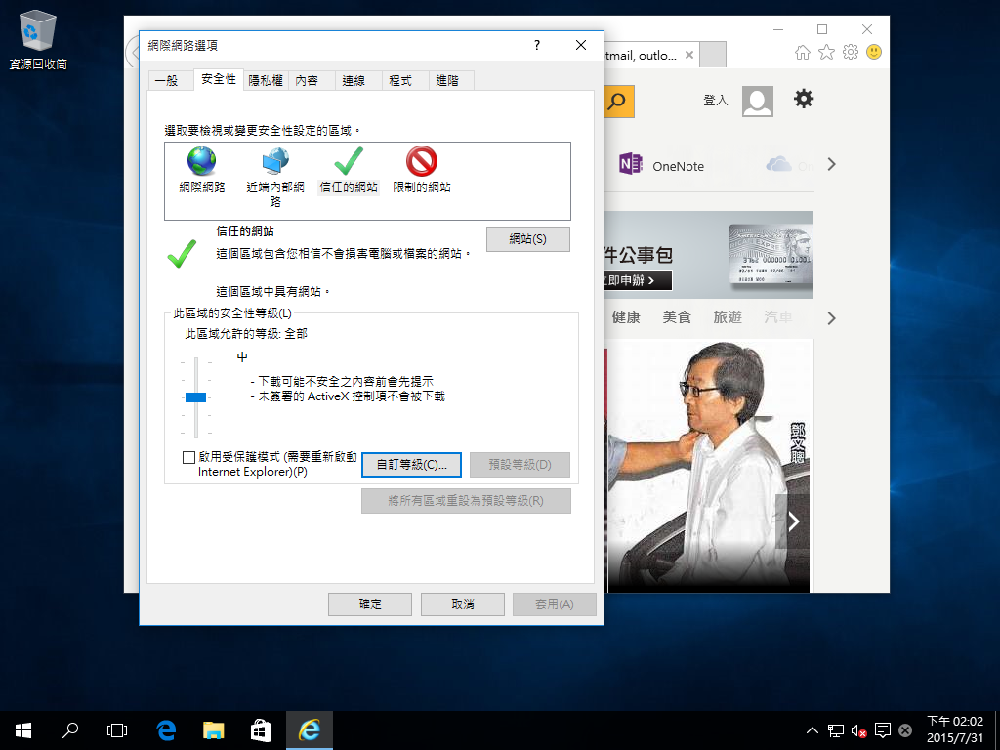 資源回收筒
網際網路選項
?
tmail, outlo...
一般
安全性
隱私權
內容
連線
程式
進階
登入
選取要檢視或變更安全性設定的區域。
網際網路
近端內部網
路
信任的網站
限制的網站
OneNote
On
信任的網站
網站(S)
這個區域包含您相信不會損害電腦或檔案的網站。
件公事包
AMERICAN EXPRESS
立即申辦
這個區域中具有網站。
此區域的安全性等級(L)
健康
美食
旅遊
汽車
此區域允許的等級: 全部
中
- 下載可能不安全之內容前會先提示
- 未簽署的 ActiveX 控制項不會被下載
鄧文聰
啟用受保護模式 (需要重新啟動
Internet Explorer)(P)
自訂等級(C)...
預設等級(D)
將所有區域重設為預設等級(R)
確定
取消
套用(A)
下午 02:02
2015/7/31